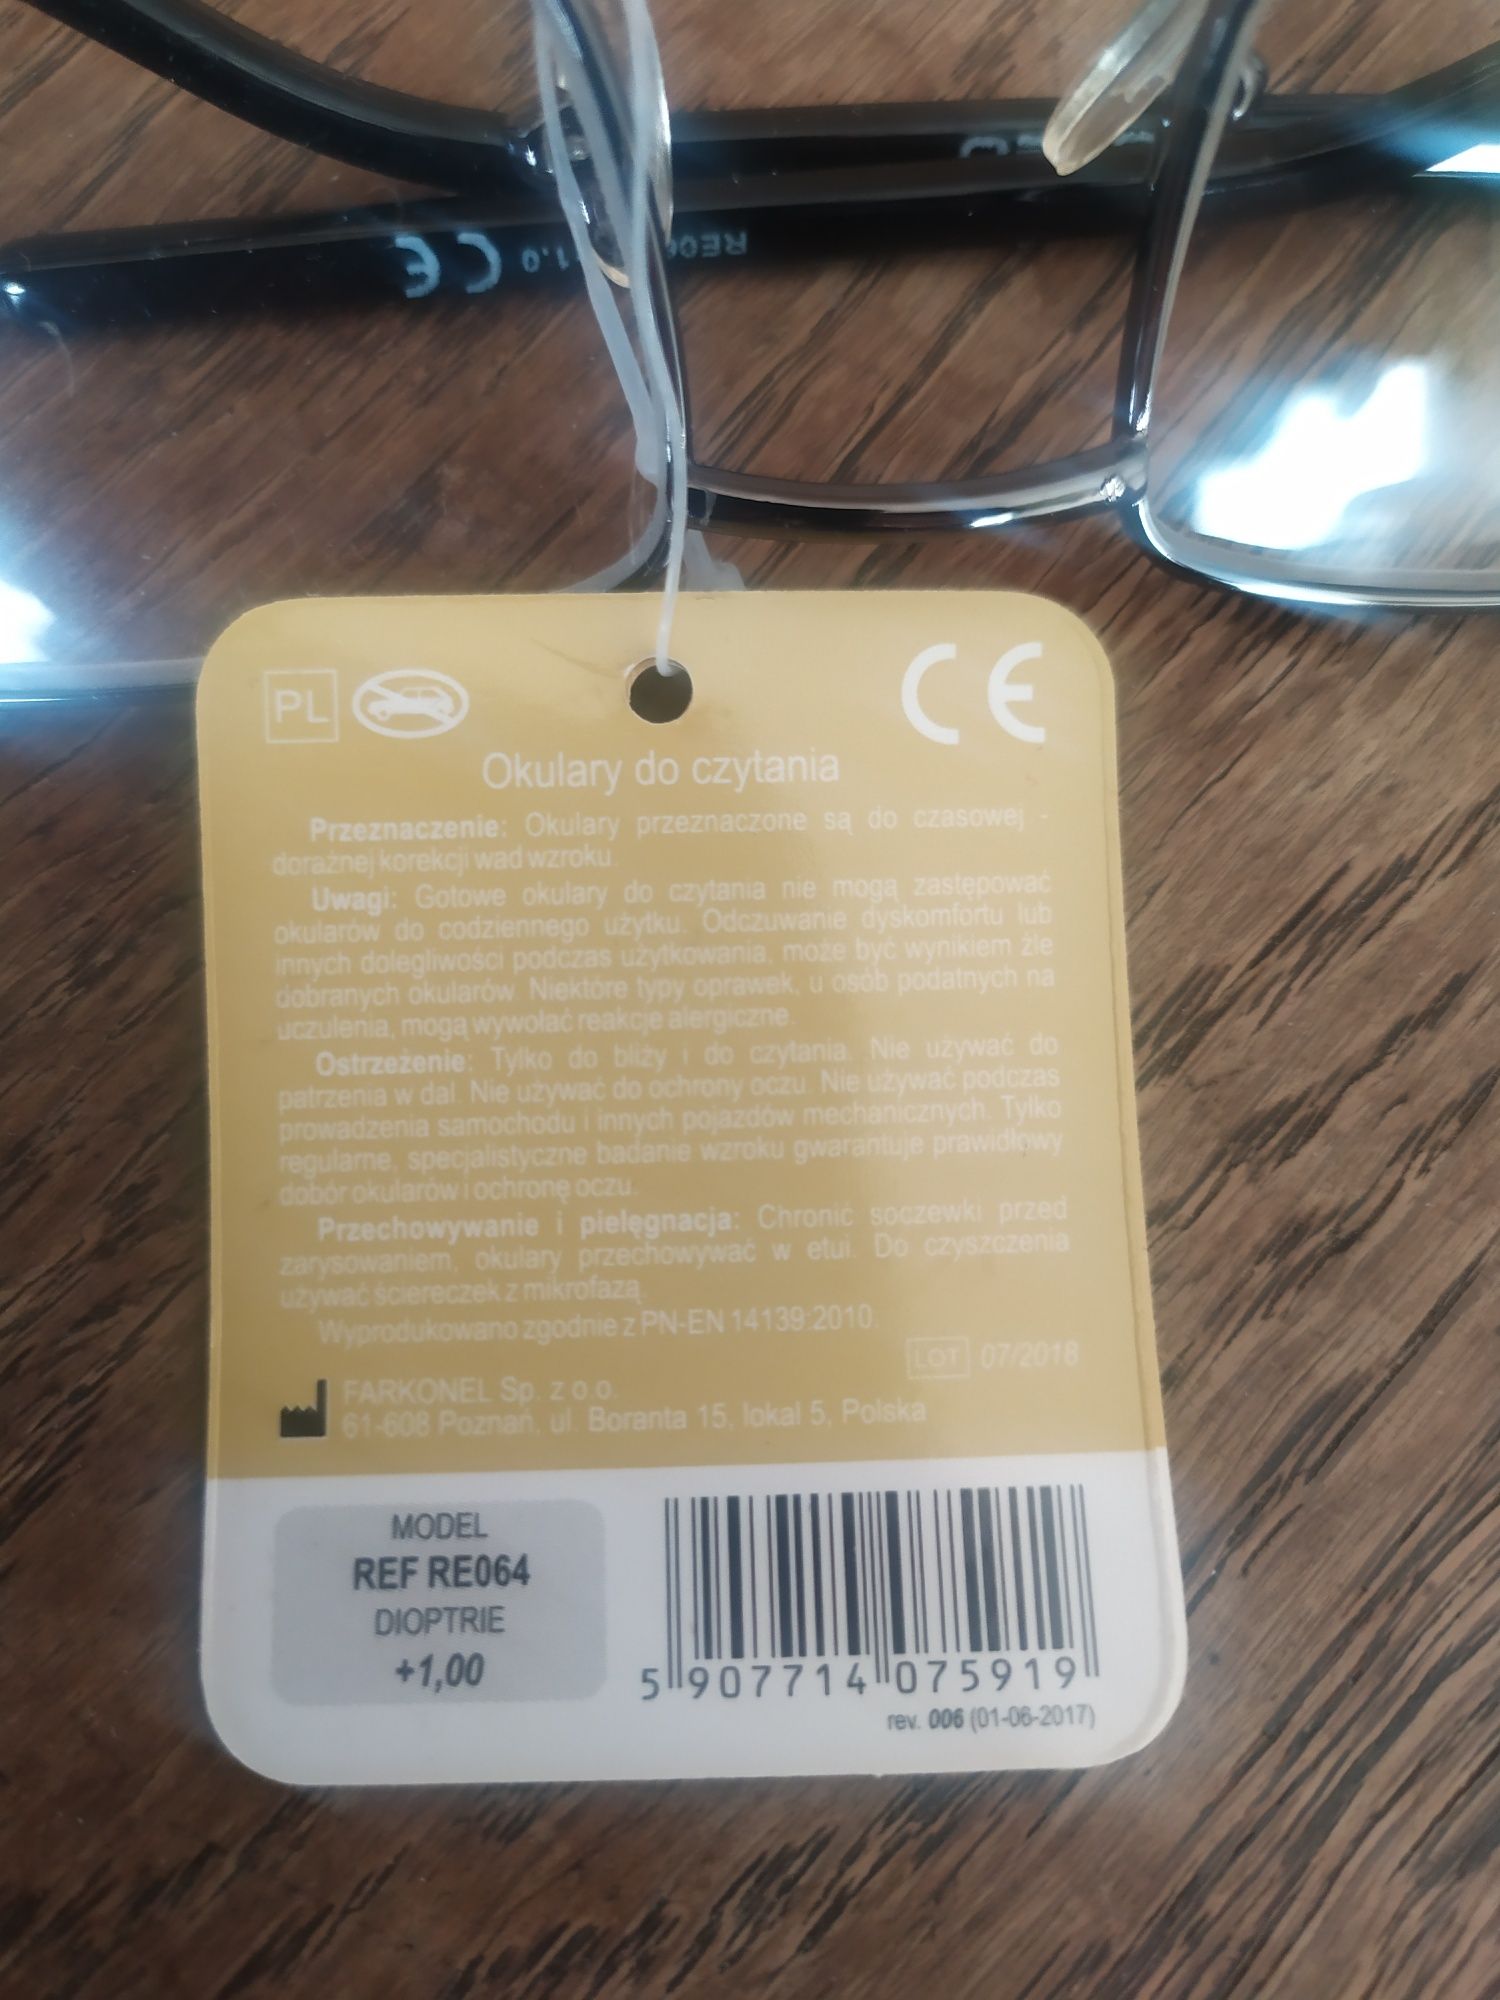 CE
PL
CE
Okulary do czytania
Przeznaczenie: Okulary przeznaczone są do czasowej -
doraźnej korekcji wad wzroku.
Uwagi: Gotowe okulary do czytania nie mogą zastępować
okularów do codziennego użytku. Odczuwanie dyskomfortu lub
innych dolegliwości podczas użytkowania, może być wynikiem źle
dobranych okularów. Niektóre typy oprawek, u osób podatnych na
uczulenia, mogą wywołać reakcje alergiczne.
Ostrzeżenie: Tylko do bliży i do czytania. Nie używać do
patrzenia w dal. Nie używać do ochrony oczu. Nie używać podczas
prowadzenia samochodu i innych pojazdów mechanicznych. Tylko
regularne, specjalistyczne badanie wzroku gwarantuje prawidłowy
dobór okularów i ochronę oczu.
Przechowywanie i pielęgnacja: Chronić soczewki przed
zarysowaniem, okulary przechowywać w etui. Do czyszczenia
używać ściereczek z mikrofazą.
Wyprodukowano zgodnie z PN-EN 14139:2010.
LOT 07/2018
FARKONEL Sp. z o.o.
61-608 Poznań, ul. Boranta 15, lokal 5, Polska
MODEL
REF RE064
DIOPTRIE
+1,00
5 907714 075919
rev. 006 (01-06-2017)